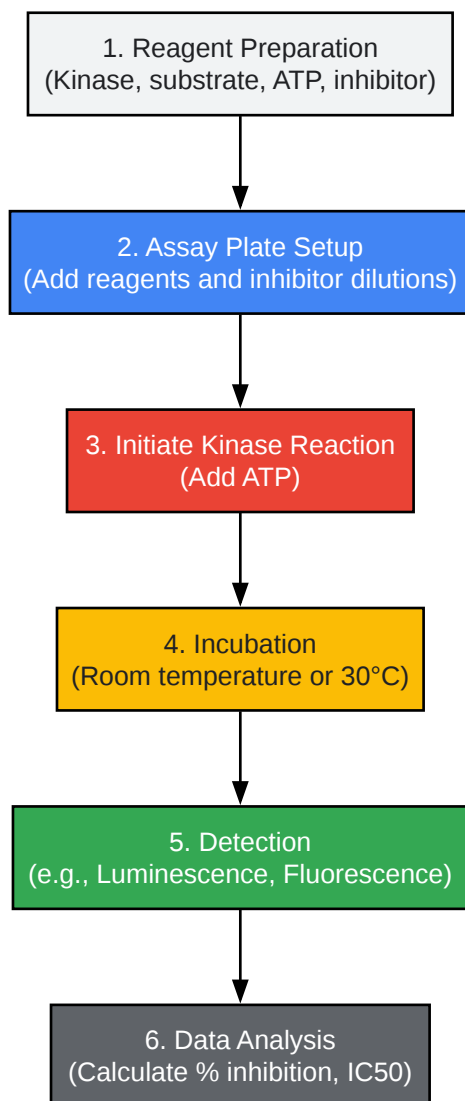 1. Reagent Preparation
(Kinase, substrate, ATP, inhibitor)
2. Assay Plate Setup
(Add reagents and inhibitor dilutions)
3. Initiate Kinase Reaction
(Add ATP)
4. Incubation
(Room temperature or 30°C)
5. Detection
(e.g., Luminescence, Fluorescence)
6. Data Analysis
(Calculate % inhibition, IC50)